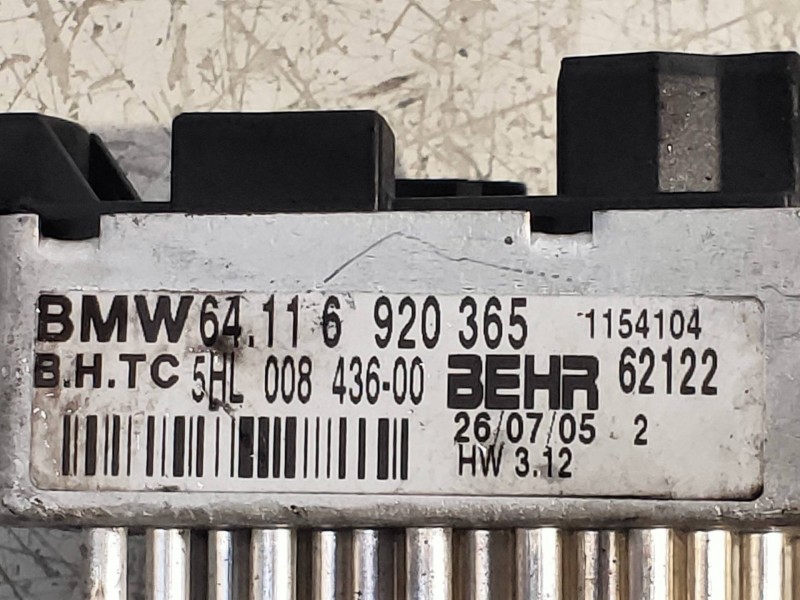 BMW 64.11 6 920 365 1154104
B.H.TC 5HL 008 436-00 BEHR 62122
26/07/05 2
HW 3.12